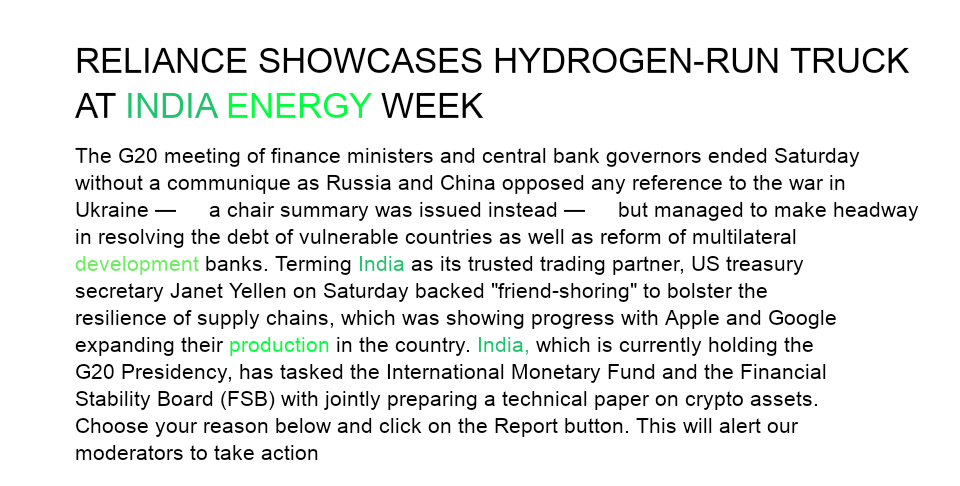 RELIANCE SHOWCASES HYDROGEN-RUN TRUCK
AT INDIA ENERGY WEEK
The G20 meeting of finance ministers and central bank governors ended Saturday
without a communique as Russia and China opposed any reference to the war in
Ukraine — a chair summary was issued instead — but managed to make headway
in resolving the debt of vulnerable countries as well as reform of multilateral
development banks. Terming India as its trusted trading partner, US treasury
secretary Janet Yellen on Saturday backed "friend-shoring" to bolster the
resilience of supply chains, which was showing progress with Apple and Google
expanding their production in the country. India, which is currently holding the
G20 Presidency, has tasked the International Monetary Fund and the Financial
Stability Board (FSB) with jointly preparing a technical paper on crypto assets.
Choose your reason below and click on the Report button. This will alert our
moderators to take action